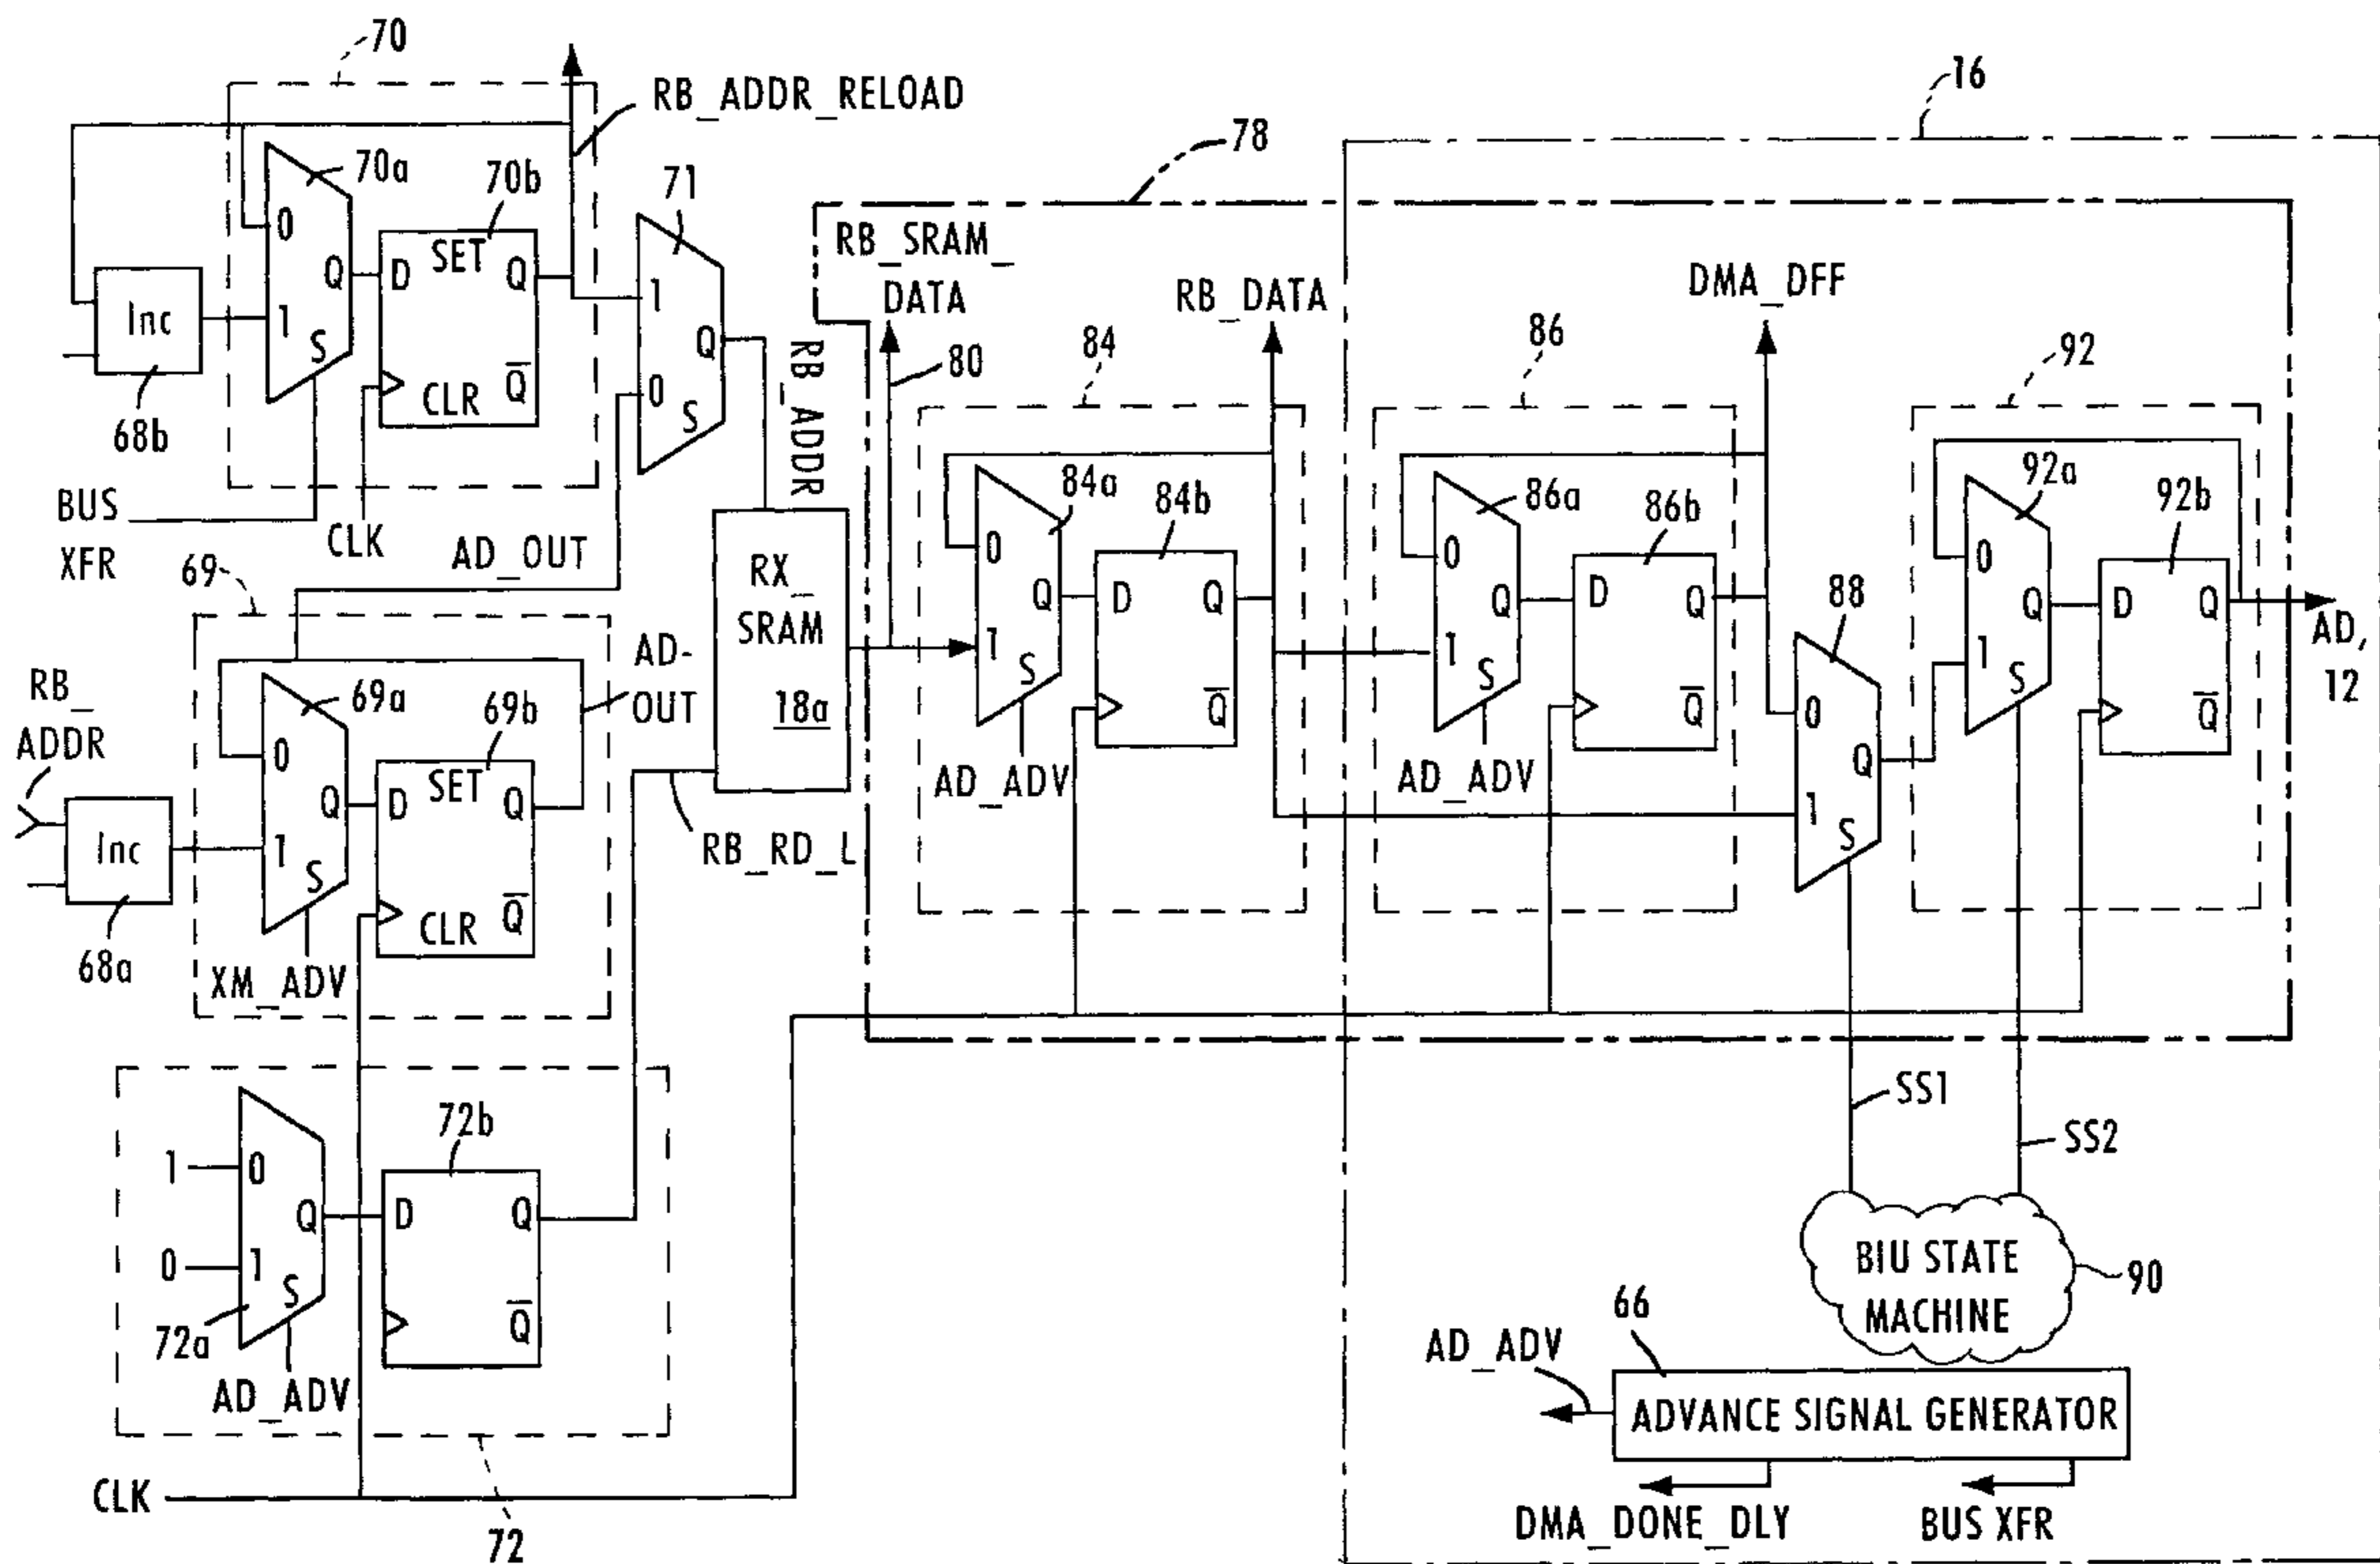 70
RB_ADDR_RELOAD
16
70a
70b
71
78
0
Q
D
SET
Q
1
S
CLR
Q̅
Inc
68b
BUS
XFR
CLK
1
Q
0
S
RB_ADDR
AD_OUT
RB_SRAM_
DATA
80
RB_DATA
DMA_DFF
84
86
92
84a
84b
86a
86b
92a
92b
88
RX_
SRAM
18a
0
Q
1
S
D
Q
Q̅
AD_ADV
0
Q
1
S
D
Q
Q̅
AD_ADV
0
Q
1
S
0
Q
1
S
D
Q
Q̅
AD,
12
69
RB_
ADDR
69a
69b
AD-
OUT
0
Q
1
S
D
SET
Q
CLR
Q̅
Inc
68a
XM_ADV
RB_RD_L
72b
1
0
Q
0
1
S
D
Q
Q̅
72a
AD_ADV
CLK
72
SS1
SS2
BIU STATE
MACHINE
90
66
AD_ADV
ADVANCE SIGNAL GENERATOR
DMA_DONE_DLY
BUS XFR